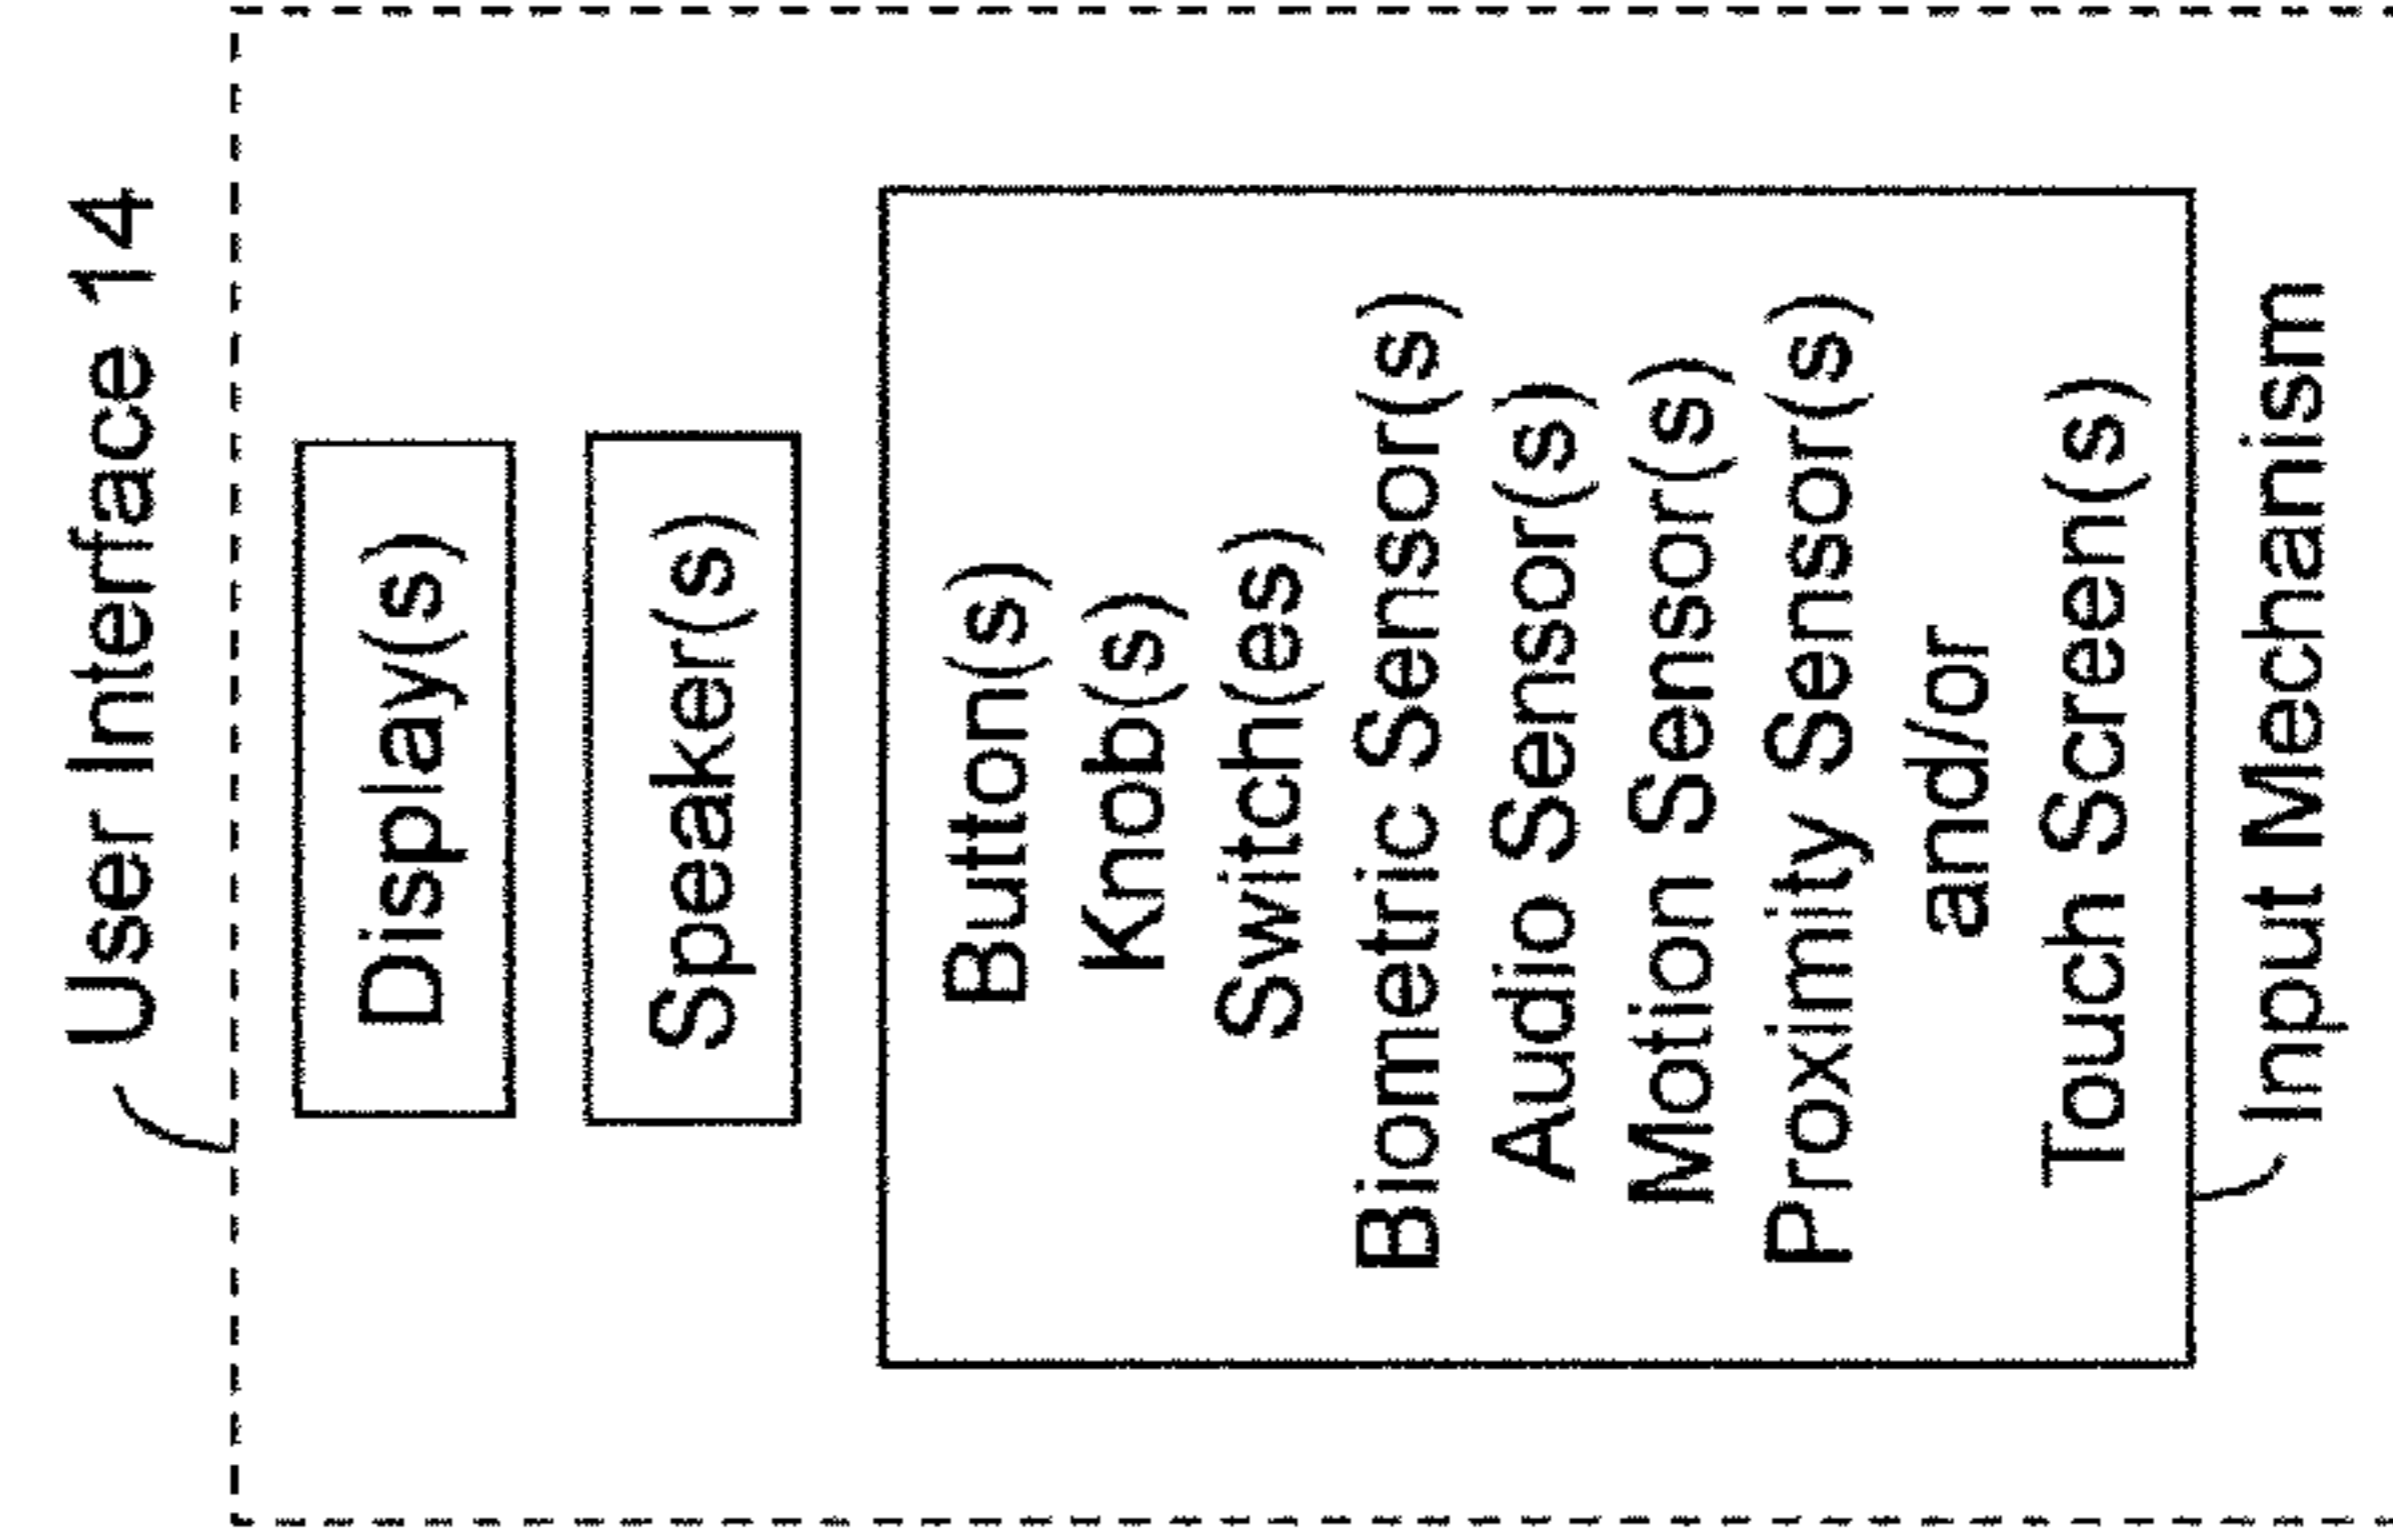 User Interface 14
Display(s)
Speaker(s)
Button(s)
Knob(s)
Switch(es)
Biometric Sensor(s)
Audio Sensor(s)
Motion Sensor(s)
Proximity Sensor(s)
and/or
Touch Screen(s)
Input Mechanism